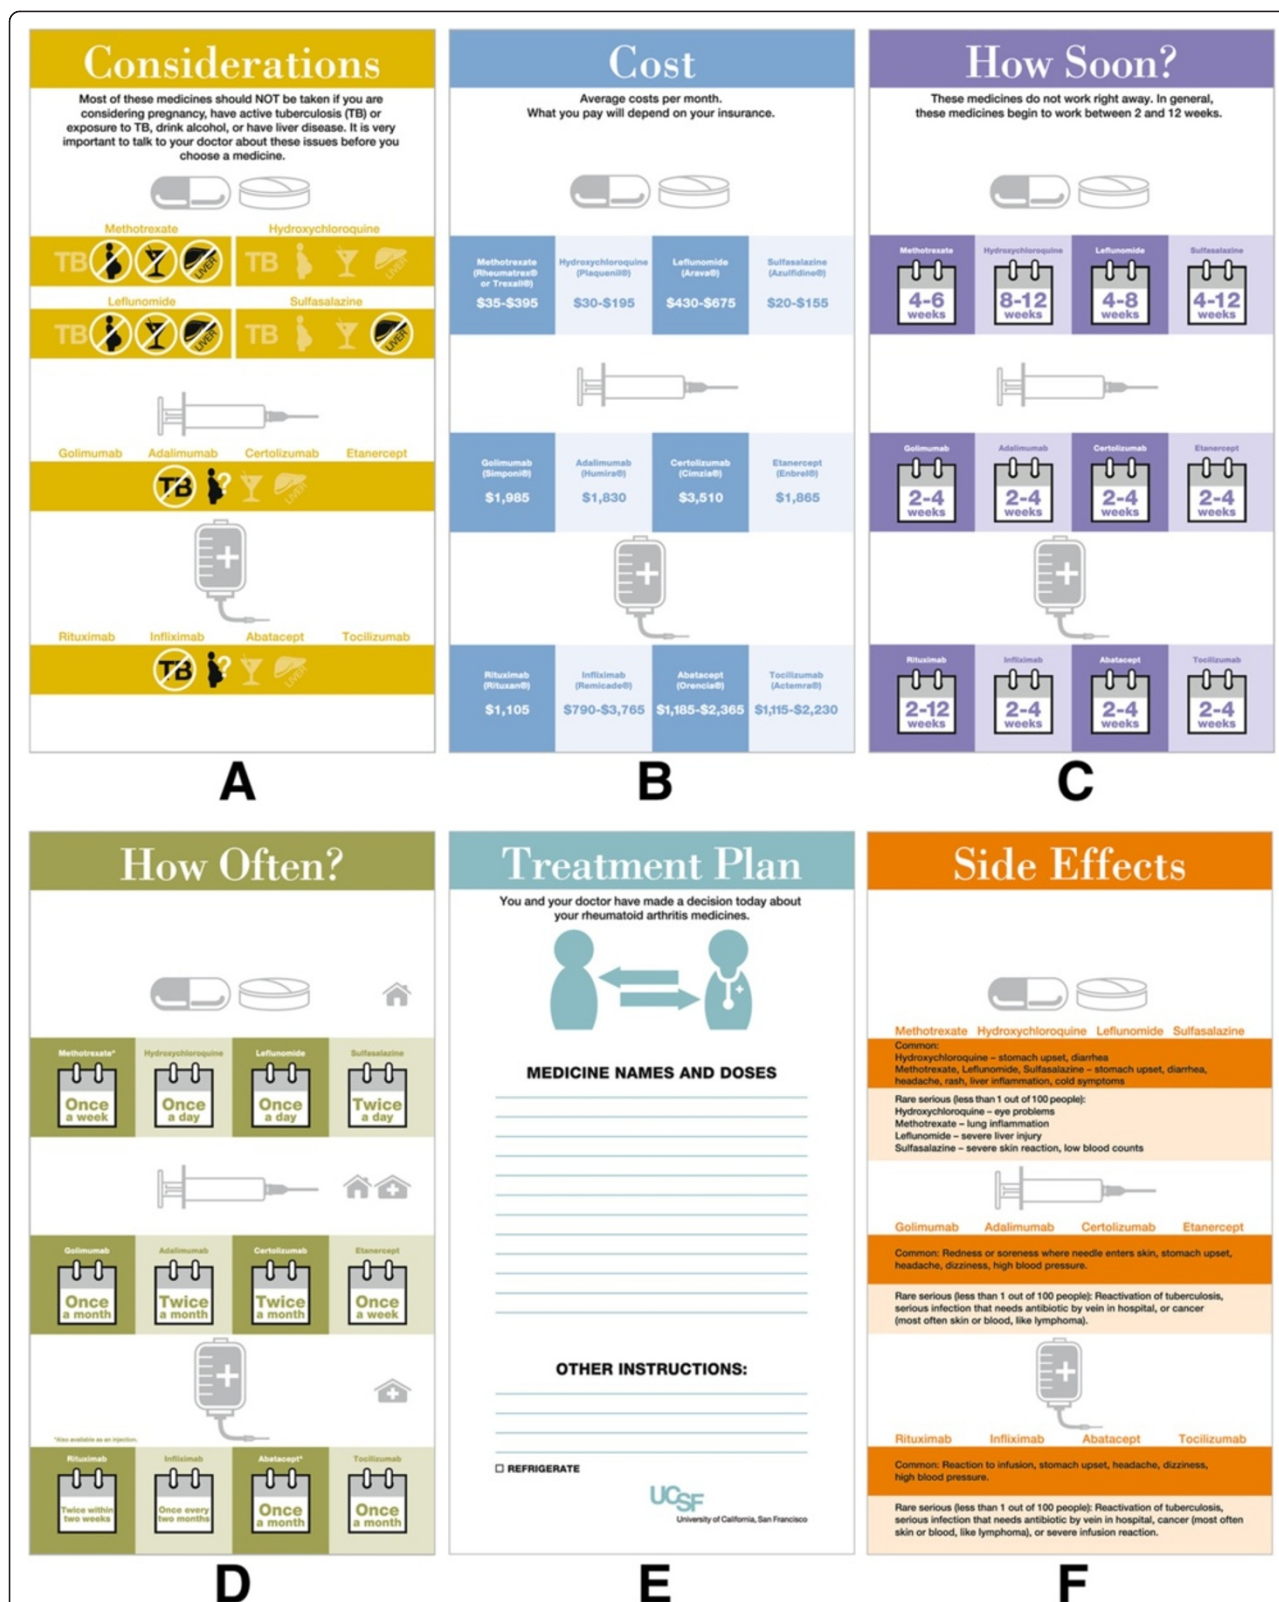 Considerations
Most of these medicines should NOT be taken if you are
considering pregnancy, have active tuberculosis (TB) or
exposure to TB, drink alcohol, or have liver disease. It is very
important to talk to your doctor about these issues before you
choose a medicine.
Methotrexate Hydroxychloroquine
TB LIVER TB LIVER
Leflunomide Sulfasalazine
TB LIVER TB LIVER
Golimumab Adalimumab Certolizumab Etanercept
TB ? LIVER
Rituximab Infliximab Abatacept Tocilizumab
TB ? LIVER
A
Cost
Average costs per month.
What you pay will depend on your insurance.
Methotrexate
(Rheumatrex®
or Trexall®)
$35-$395
Hydroxychloroquine
(Plaquenil®)
$30-$195
Leflunomide
(Arava®)
$430-$675
Sulfasalazine
(Azulfidine®)
$20-$155
Golimumab
(Simponi®)
$1,985
Adalimumab
(Humira®)
$1,830
Certolizumab
(Cimzia®)
$3,510
Etanercept
(Enbrel®)
$1,865
Rituximab
(Rituxan®)
$1,105
Infliximab
(Remicade®)
$790-$3,765
Abatacept
(Orencia®)
$1,185-$2,365
Tocilizumab
(Actemra®)
$1,115-$2,230
B
How Soon?
These medicines do not work right away. In general,
these medicines begin to work between 2 and 12 weeks.
Methotrexate
4-6
weeks
Hydroxychloroquine
8-12
weeks
Leflunomide
4-8
weeks
Sulfasalazine
4-12
weeks
Golimumab
2-4
weeks
Adalimumab
2-4
weeks
Certolizumab
2-4
weeks
Etanercept
2-4
weeks
Rituximab
2-12
weeks
Infliximab
2-4
weeks
Abatacept
2-4
weeks
Tocilizumab
2-4
weeks
C
How Often?
Methotrexate*
Once
a week
Hydroxychloroquine
Once
a day
Leflunomide
Once
a day
Sulfasalazine
Twice
a day
Golimumab
Once
a month
Adalimumab
Twice
a month
Certolizumab
Twice
a month
Etanercept
Once
a week
*Also available as an injection.
Rituximab
Twice within
two weeks
Infliximab
Once every
two months
Abatacept*
Once
a month
Tocilizumab
Once
a month
D
Treatment Plan
You and your doctor have made a decision today about
your rheumatoid arthritis medicines.
MEDICINE NAMES AND DOSES
OTHER INSTRUCTIONS:
REFRIGERATE
UCSF
University of California, San Francisco
E
Side Effects
Methotrexate Hydroxychloroquine Leflunomide Sulfasalazine
Common:
Hydroxychloroquine – stomach upset, diarrhea
Methotrexate, Leflunomide, Sulfasalazine – stomach upset, diarrhea,
headache, rash, liver inflammation, cold symptoms
Rare serious (less than 1 out of 100 people):
Hydroxychloroquine – eye problems
Methotrexate – lung inflammation
Leflunomide – severe liver injury
Sulfasalazine – severe skin reaction, low blood counts
Golimumab Adalimumab Certolizumab Etanercept
Common: Redness or soreness where needle enters skin, stomach upset,
headache, dizziness, high blood pressure.
Rare serious (less than 1 out of 100 people): Reactivation of tuberculosis,
serious infection that needs antibiotic by vein in hospital, or cancer
(most often skin or blood, like lymphoma).
Rituximab Infliximab Abatacept Tocilizumab
Common: Reaction to infusion, stomach upset, headache, dizziness,
high blood pressure.
Rare serious (less than 1 out of 100 people): Reactivation of tuberculosis,
serious infection that needs antibiotic by vein in hospital, cancer (most often
skin or blood, like lymphoma), or severe infusion reaction.
F